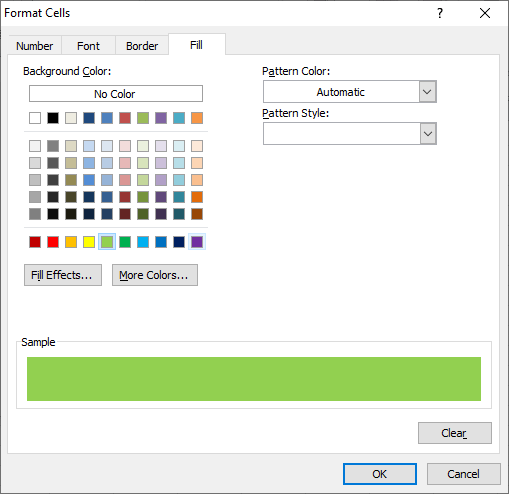 Format Cells
? 
Number Font Border Fill
Background Color: Pattern Color:
No Color Automatic
Pattern Style:
Fill Effects... More Colors...
Sample
Clear
OK Cancel